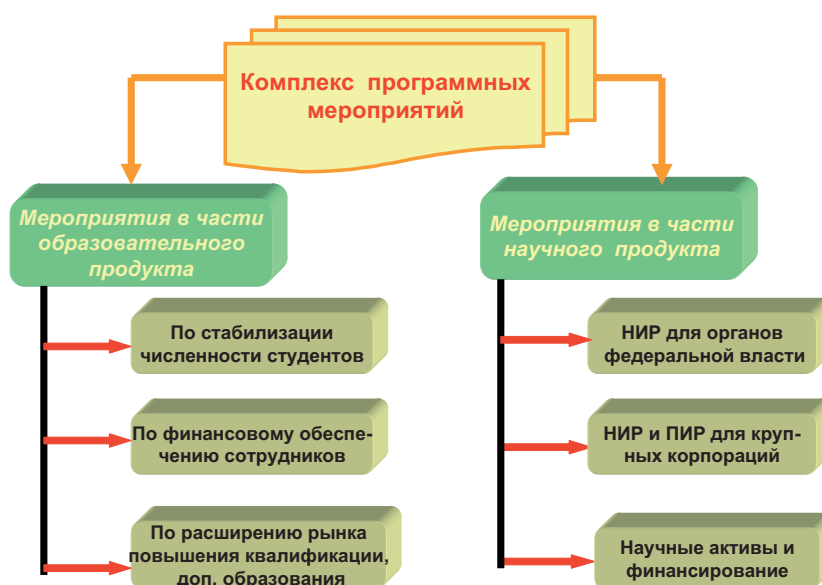 Комплекс программных
мероприятий
Мероприятия в части
образовательного
продукта
По стабилизации
численности студентов
По финансовому обеспе-
чению сотрудников
По расширению рынка
повышения квалификации,
доп. образования
Мероприятия в части
научного продукта
НИР для органов
федеральной власти
НИР и ПИР для круп-
ных корпораций
Научные активы и
финансирование